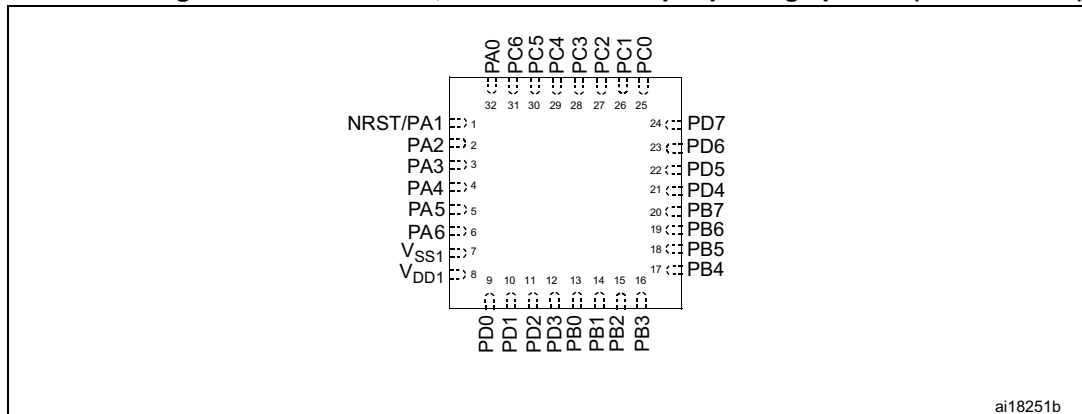 PA0
PC6
PC5
PC4
PC3
PC2
PC1
PC0
32 31 30 29 28 27 26 25
NRST/PA1 1
PA2 2
PA3 3
PA4 4
PA5 5
PA6 6
VSS1 7
VDD1 8
24 PD7
23 PD6
22 PD5
21 PD4
20 PB7
19 PB6
18 PB5
17 PB4
9 10 11 12 13 14 15 16
PD0
PD1
PD2
PD3
PB0
PB1
PB2
PB3
ai18251b